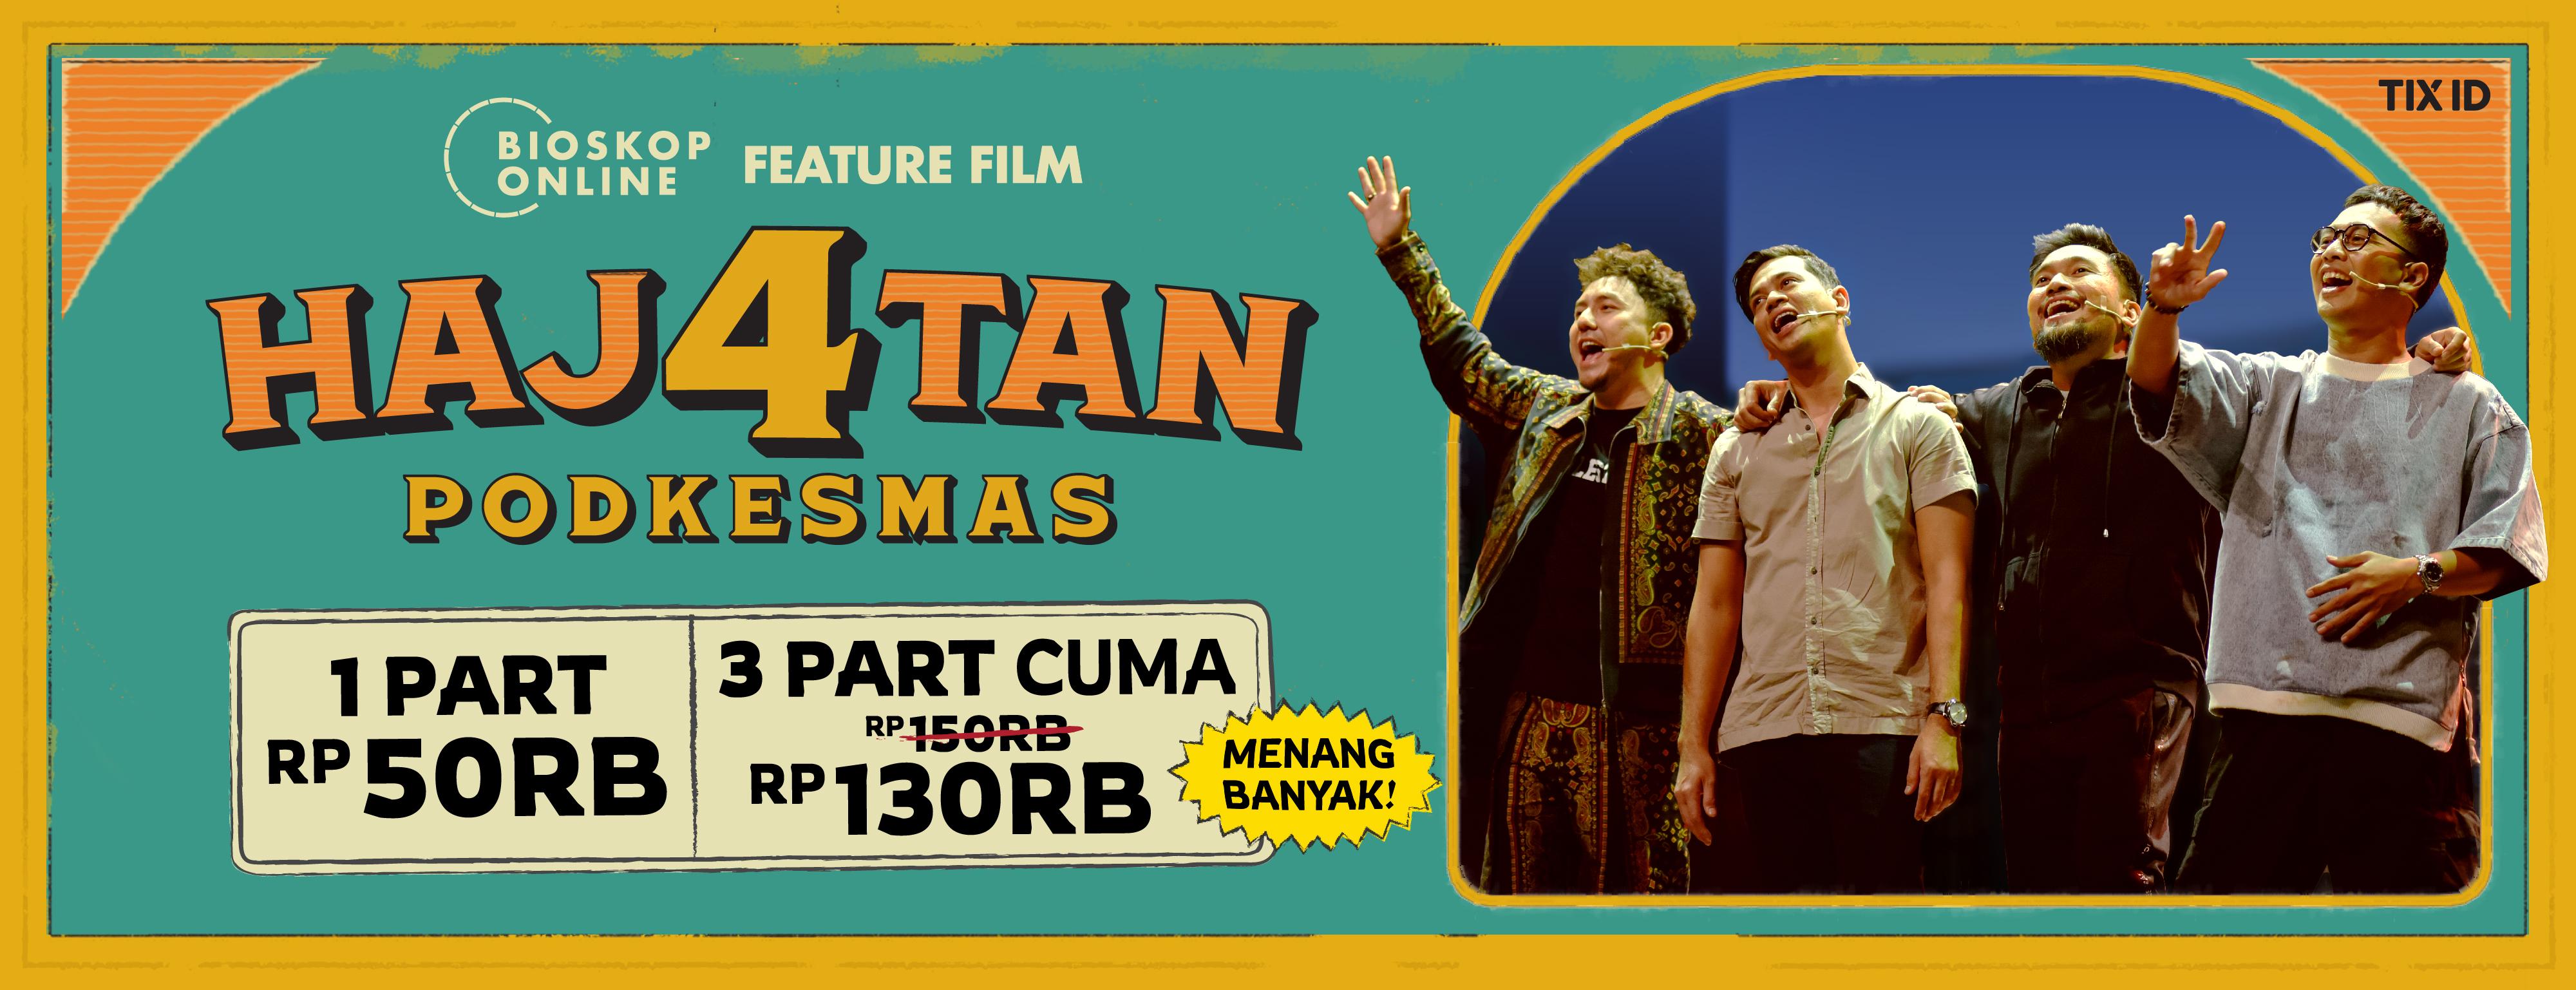 TIX ID
BIOSKOP
ONLINE
FEATURE FILM
HAJ4TAN
PODKESMAS
1 PART
RP 50RB
3 PART CUMA
RP 150RB
RP 130RB
MENANG
BANYAK!